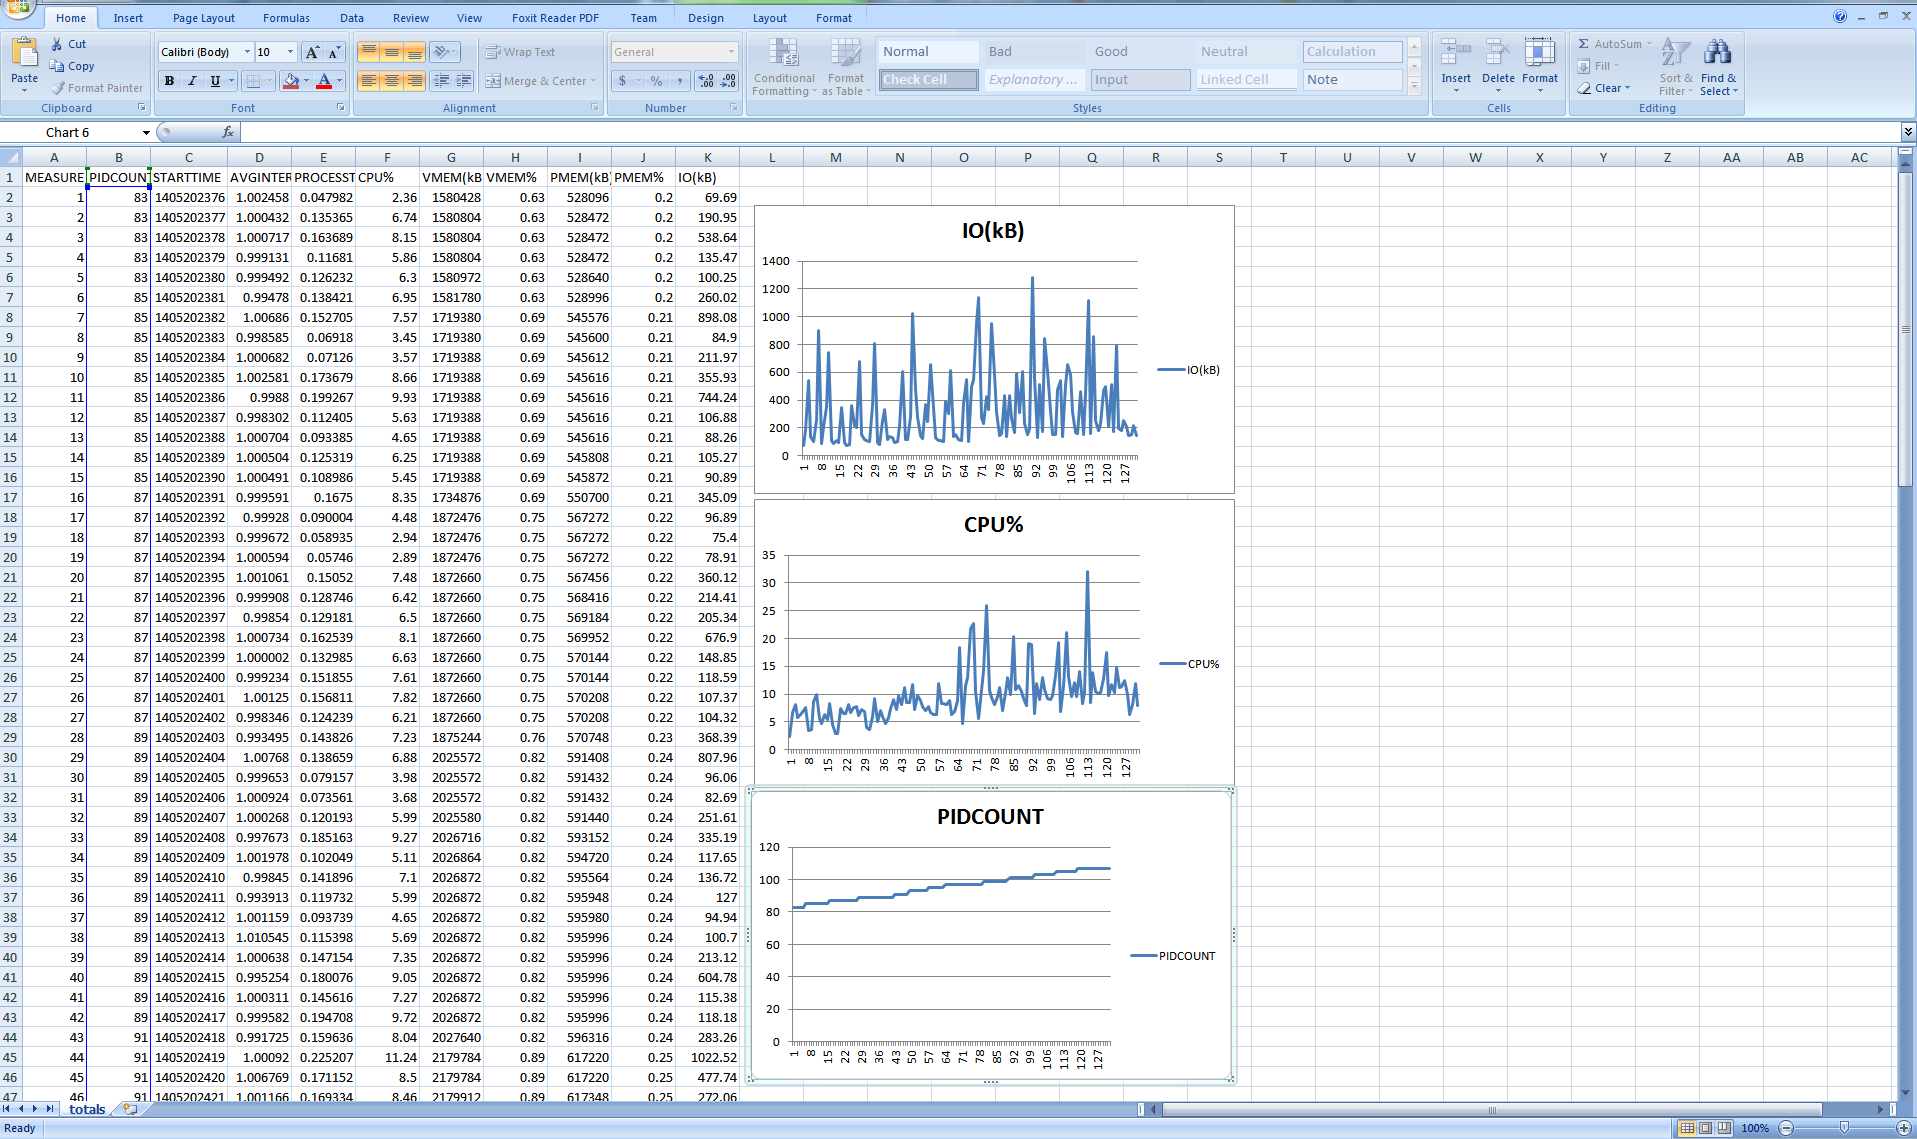 Home Insert Page Layout Formulas Data Review View Foxit Reader PDF Team Design Layout Format
Paste
Cut
Copy
Format Painter
Clipboard
Calibri (Body) 10
B I U
Font
Wrap Text
Merge & Center
Alignment
General
$ % ,
Number
Conditional Formatting
Format as Table
Normal Bad Good Neutral Calculation
Check Cell Explanatory ... Input Linked Cell Note
Styles
Insert Delete Format
Cells
Σ AutoSum
Fill
Clear
Sort & Filter
Find & Select
Editing
Chart 6 fx
A B C D E F G H I J K L M N O P Q R S T U V W X Y Z AA AB AC
1 MEASURE PIDCOUNT STARTTIME AVGINTER PROCESST CPU% VMEM(kB VMEM% PMEM(kB) PMEM% IO(kB)
2 1 83 1405202376 1.002458 0.047982 2.36 1580428 0.63 528096 0.2 69.69
3 2 83 1405202377 1.000432 0.135365 6.74 1580804 0.63 528472 0.2 190.95
4 3 83 1405202378 1.000717 0.163689 8.15 1580804 0.63 528472 0.2 538.64
5 4 83 1405202379 0.999131 0.11681 5.86 1580804 0.63 528472 0.2 135.47
6 5 83 1405202380 0.999492 0.126232 6.3 1580972 0.63 528640 0.2 100.25
7 6 85 1405202381 0.99478 0.138421 6.95 1581780 0.63 528996 0.2 260.02
8 7 85 1405202382 1.00686 0.152705 7.57 1719380 0.69 545576 0.21 898.08
9 8 85 1405202383 0.998585 0.06918 3.45 1719380 0.69 545600 0.21 84.9
10 9 85 1405202384 1.000682 0.07126 3.57 1719388 0.69 545612 0.21 211.97
11 10 85 1405202385 1.002581 0.173679 8.66 1719388 0.69 545616 0.21 355.93
12 11 85 1405202386 0.9988 0.199267 9.93 1719388 0.69 545616 0.21 744.24
13 12 85 1405202387 0.998302 0.112405 5.63 1719388 0.69 545616 0.21 106.88
14 13 85 1405202388 1.000704 0.093385 4.65 1719388 0.69 545616 0.21 88.26
15 14 85 1405202389 1.000504 0.125319 6.25 1719388 0.69 545808 0.21 105.27
16 15 85 1405202390 1.000491 0.108986 5.45 1719388 0.69 545872 0.21 90.89
17 16 87 1405202391 0.999591 0.1675 8.35 1734876 0.69 550700 0.21 345.09
18 17 87 1405202392 0.99928 0.090004 4.48 1872476 0.75 567272 0.22 96.89
19 18 87 1405202393 0.999672 0.058935 2.94 1872476 0.75 567272 0.22 75.4
20 19 87 1405202394 1.000594 0.05746 2.89 1872476 0.75 567272 0.22 78.91
21 20 87 1405202395 1.001061 0.15052 7.48 1872660 0.75 567456 0.22 360.12
22 21 87 1405202396 0.999908 0.128746 6.42 1872660 0.75 568416 0.22 214.41
23 22 87 1405202397 0.99854 0.129181 6.5 1872660 0.75 569184 0.22 205.34
24 23 87 1405202398 1.000734 0.162539 8.1 1872660 0.75 569952 0.22 676.9
25 24 87 1405202399 1.000002 0.132985 6.63 1872660 0.75 570144 0.22 148.85
26 25 87 1405202400 0.999234 0.151855 7.61 1872660 0.75 570144 0.22 118.59
27 26 87 1405202401 1.00125 0.156811 7.82 1872660 0.75 570208 0.22 107.37
28 27 87 1405202402 0.998346 0.124239 6.21 1872660 0.75 570208 0.22 104.32
29 28 89 1405202403 0.993495 0.143826 7.23 1875244 0.76 570748 0.23 368.39
30 29 89 1405202404 1.00768 0.138659 6.88 2025572 0.82 591408 0.24 807.96
31 30 89 1405202405 0.999653 0.079157 3.98 2025572 0.82 591432 0.24 96.06
32 31 89 1405202406 1.000924 0.073561 3.68 2025572 0.82 591432 0.24 82.69
33 32 89 1405202407 1.000268 0.120193 5.99 2025580 0.82 591440 0.24 251.61
34 33 89 1405202408 0.997673 0.185163 9.27 2026716 0.82 593152 0.24 335.19
35 34 89 1405202409 1.001978 0.102049 5.11 2026864 0.82 594720 0.24 117.65
36 35 89 1405202410 0.99845 0.141896 7.1 2026872 0.82 595564 0.24 136.72
37 36 89 1405202411 0.993913 0.119732 5.99 2026872 0.82 595948 0.24 127
38 37 89 1405202412 1.001159 0.093739 4.65 2026872 0.82 595980 0.24 94.94
39 38 89 1405202413 1.010545 0.115398 5.69 2026872 0.82 595996 0.24 100.7
40 39 89 1405202414 1.000638 0.147154 7.35 2026872 0.82 595996 0.24 213.12
41 40 89 1405202415 0.995254 0.180076 9.05 2026872 0.82 595996 0.24 604.78
42 41 89 1405202416 1.000311 0.145616 7.27 2026872 0.82 595996 0.24 115.38
43 42 89 1405202417 0.999582 0.194708 9.72 2026872 0.82 595996 0.24 118.18
44 43 91 1405202418 0.991725 0.159636 8.04 2027640 0.82 596316 0.24 283.26
45 44 91 1405202419 1.00092 0.225207 11.24 2179784 0.89 617220 0.25 1022.52
46 45 91 1405202420 1.006769 0.171152 8.5 2179784 0.89 617220 0.25 477.74
47 46 91 1405202421 1.001166 0.169334 8.46 2179912 0.89 617348 0.25 272.06
IO(kB)
1400
1200
1000
800
600
400
200
0
1 8 15 22 29 36 43 50 57 64 71 78 85 92 99 106 113 120 127
IO(kB)
CPU%
35
30
25
20
15
10
5
0
1 8 15 22 29 36 43 50 57 64 71 78 85 92 99 106 113 120 127
CPU%
PIDCOUNT
120
100
80
60
40
20
0
1 8 15 22 29 36 43 50 57 64 71 78 85 92 99 106 113 120 127
PIDCOUNT
totals
Ready 100%